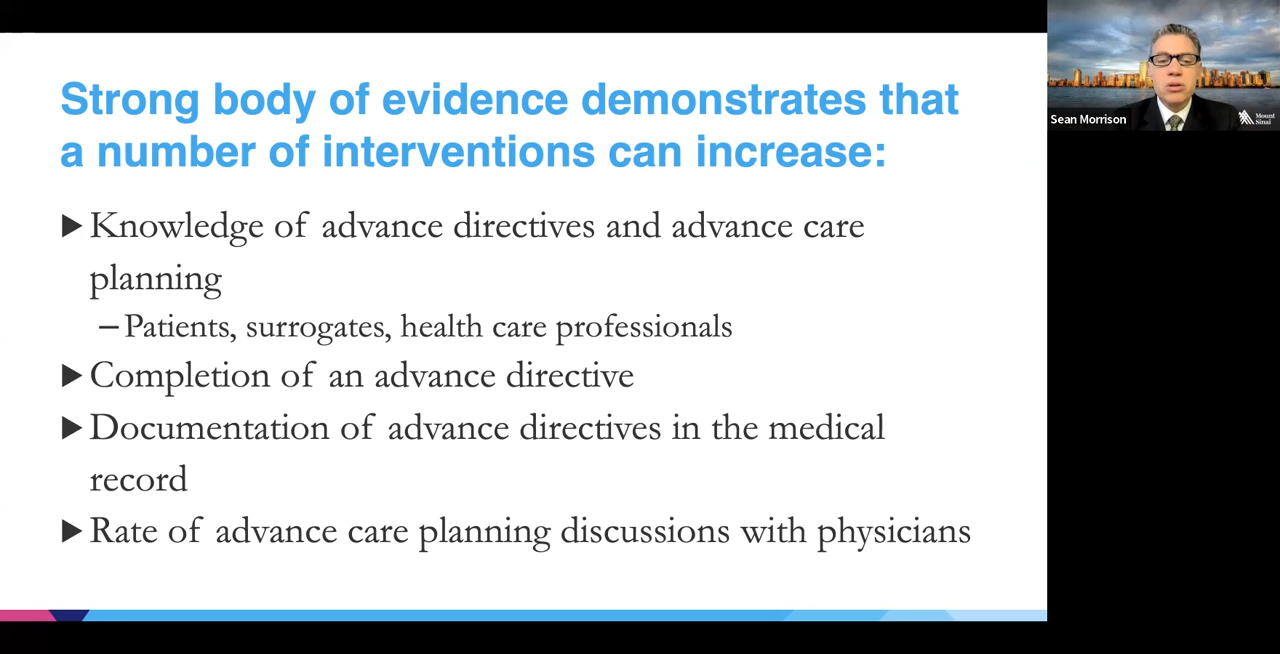 Strong body of evidence demonstrates that
a number of interventions can increase:
Knowledge of advance directives and advance care
planning
–Patients, surrogates, health care professionals
Completion of an advance directive
Documentation of advance directives in the medical
record
Rate of advance care planning discussions with physicians
Sean Morrison
Mount
Sinai